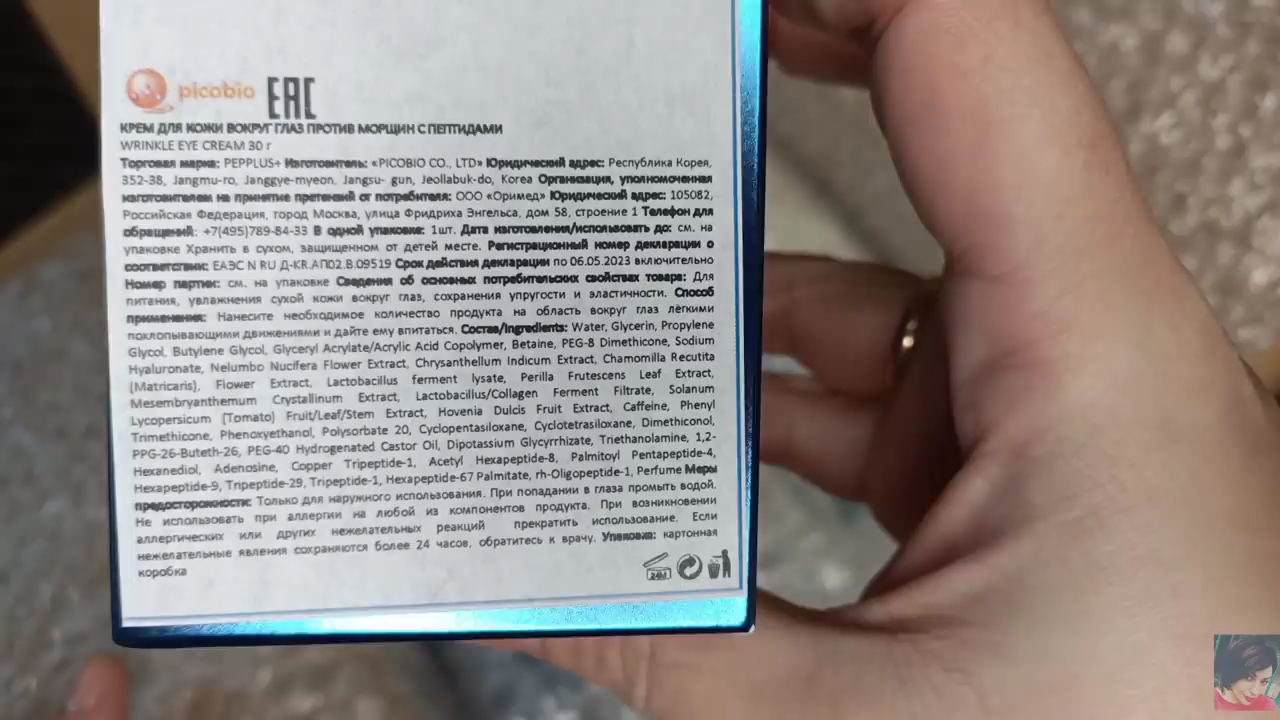 picobio EAC
КРЕМ ДЛЯ КОЖИ ВОКРУГ ГЛАЗ ПРОТИВ МОРЩИН С ПЕПТИДАМИ
WRINKLE EYE CREAM 30 г
Торговая марка: PEPPLUS+ Изготовитель: «PICOBIO CO., LTD» Юридический адрес: Республика Корея,
352-38, Jangmu-ro, Janggye-myeon, Jangsu- gun, Jeollabuk-do, Korea Организация, уполномоченная
изготовителем на принятие претензий от потребителя: ООО «Оримед» Юридический адрес: 105082,
Российская Федерация, город Москва, улица Фридриха Энгельса, дом 58, строение 1 Телефон для
обращений: +7(495)789-84-33 В одной упаковке: 1шт. Дата изготовления/использовать до: см. на
упаковке Хранить в сухом, защищенном от детей месте. Регистрационный номер декларации о
соответствии: ЕАЭС N RU Д-KR.АП02.В.09519 Срок действия декларации по 06.05.2023 включительно
Номер партии: см. на упаковке Сведения об основных потребительских свойствах товара: Для
питания, увлажнения сухой кожи вокруг глаз, сохранения упругости и эластичности. Способ
применения: Нанесите необходимое количество продукта на область вокруг глаз лёгкими
похлопывающими движениями и дайте ему впитаться. Состав/Ingredients: Water, Glycerin, Propylene
Glycol, Butylene Glycol, Glyceryl Acrylate/Acrylic Acid Copolymer, Betaine, PEG-8 Dimethicone, Sodium
Hyaluronate, Nelumbo Nucifera Flower Extract, Chrysanthellum Indicum Extract, Chamomilla Recutita
(Matricaris), Flower Extract, Lactobacillus ferment lysate, Perilla Frutescens Leaf Extract,
Mesembryanthemum Crystallinum Extract, Lactobacillus/Collagen Ferment Filtrate, Solanum
Lycopersicum (Tomato) Fruit/Leaf/Stem Extract, Hovenia Dulcis Fruit Extract, Caffeine, Phenyl
Trimethicone, Phenoxyethanol, Polysorbate 20, Cyclopentasiloxane, Cyclotetrasiloxane, Dimethiconol,
PPG-26-Buteth-26, PEG-40 Hydrogenated Castor Oil, Dipotassium Glycyrrhizate, Triethanolamine, 1,2-
Hexanediol, Adenosine, Copper Tripeptide-1, Acetyl Hexapeptide-8, Palmitoyl Pentapeptide-4,
Hexapeptide-9, Tripeptide-29, Tripeptide-1, Hexapeptide-67 Palmitate, rh-Oligopeptide-1, Perfume Меры
предосторожности: Только для наружного использования. При попадании в глаза промыть водой.
Не использовать при аллергии на любой из компонентов продукта. При возникновении
аллергических или других нежелательных реакций прекратить использование. Если
нежелательные явления сохраняются более 24 часов, обратитесь к врачу. Упаковка: картонная
коробка
24M